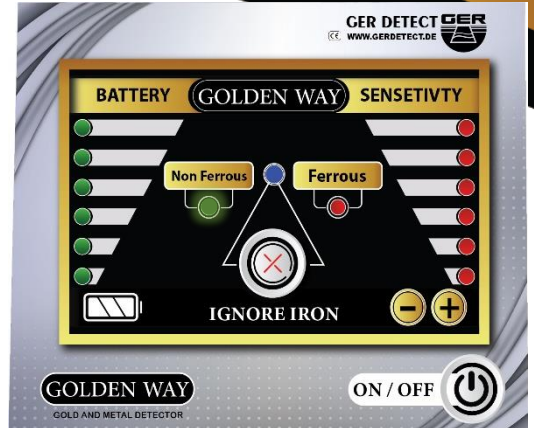 GER DETECT GER
CE WWW.GERDETECT.DE
BATTERY GOLDEN WAY SENSETIVTY
Non Ferrous Ferrous
IGNORE IRON - +
GOLDEN WAY ON / OFF
GOLD AND METAL DETECTOR